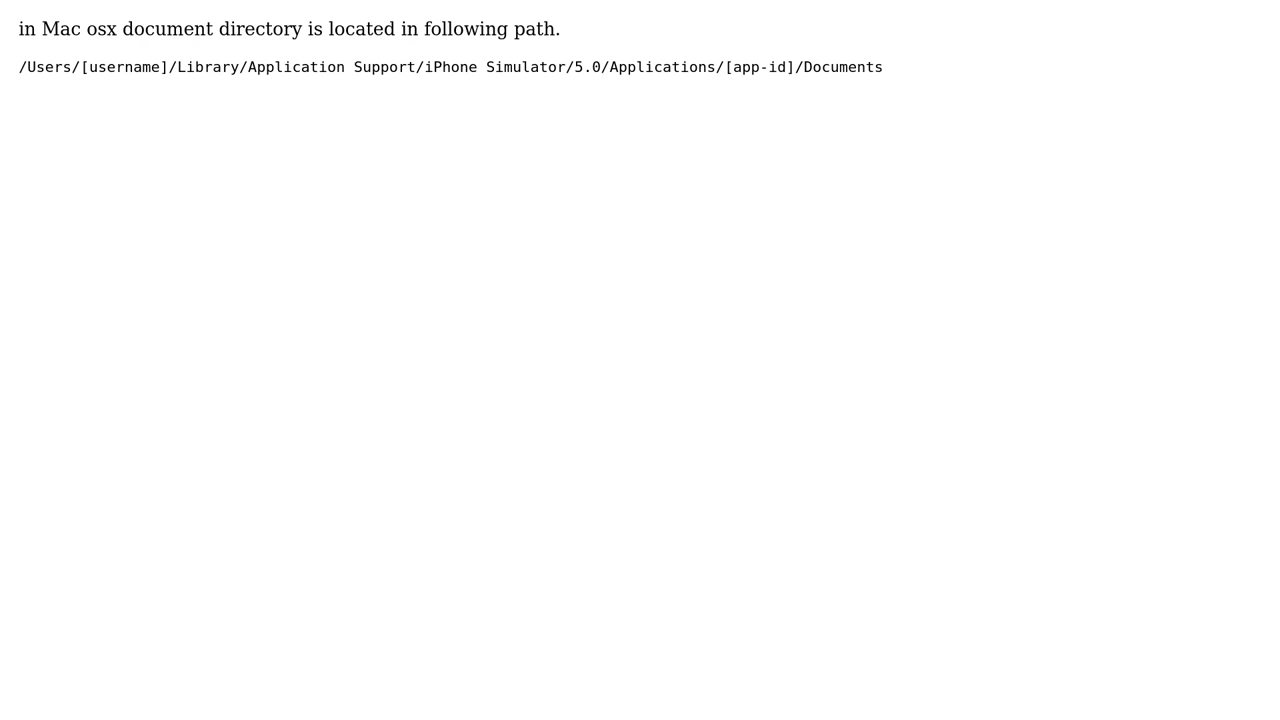 in Mac osx document directory is located in following path.
/Users/[username]/Library/Application Support/iPhone Simulator/5.0/Applications/[app-id]/Documents